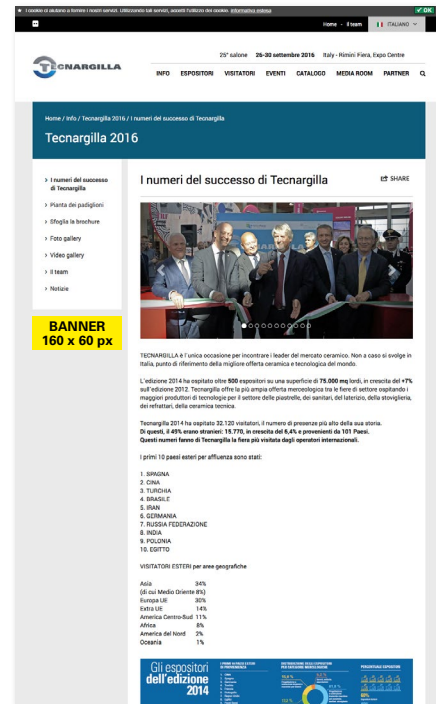 I cookie ci aiutano a fornire i nostri servizi. Utilizzando tali servizi, accetti l'utilizzo dei cookie. Informativa estesa
OK
Home - Il team
ITALIANO
TECNARGILLA
25° salone 26-30 settembre 2016 Italy - Rimini Fiera, Expo Centre
INFO ESPOSITORI VISITATORI EVENTI CATALOGO MEDIA ROOM PARTNER
Home / Info / Tecnargilla 2016 / I numeri del successo di Tecnargilla
Tecnargilla 2016
> I numeri del successo
di Tecnargilla
> Pianta dei padiglioni
> Sfoglia la brochure
> Foto gallery
> Video gallery
> Il team
> Notizie
BANNER
160 x 60 px
I numeri del successo di Tecnargilla
SHARE
TECNARGILLA è l'unica occasione per incontrare i leader del mercato ceramico. Non a caso si svolge in
Italia, punto di riferimento della migliore offerta ceramica e tecnologica del mondo.
L'edizione 2014 ha ospitato oltre 500 espositori su una superficie di 75.000 mq lordi, in crescita del +7%
sull'edizione 2012. Tecnargilla offre la più ampia offerta merceologica tra le fiere di settore ospitando i
maggiori produttori di tecnologie per il settore delle piastrelle, dei sanitari, del laterizio, della stoviglieria,
dei refrattari, della ceramica tecnica.
Tecnargilla 2014 ha ospitato 32.120 visitatori, il numero di presenze più alto della sua storia.
Di questi, il 49% erano stranieri: 15.770, in crescita del 6,4% e provenienti da 101 Paesi.
Questi numeri fanno di Tecnargilla la fiera più visitata dagli operatori internazionali.
I primi 10 paesi esteri per affluenza sono stati:
1. SPAGNA
2. CINA
3. TURCHIA
4. BRASILE
5. IRAN
6. GERMANIA
7. RUSSIA FEDERAZIONE
8. INDIA
9. POLONIA
10. EGITTO
VISITATORI ESTERI per aree geografiche
Asia 34%
(di cui Medio Oriente 8%)
Europa UE 30%
Extra UE 14%
America Centro-Sud 11%
Africa 8%
America del Nord 2%
Oceania 1%
Gli espositori
dell'edizione
2014
PERCENTUALE ESPOSITORI